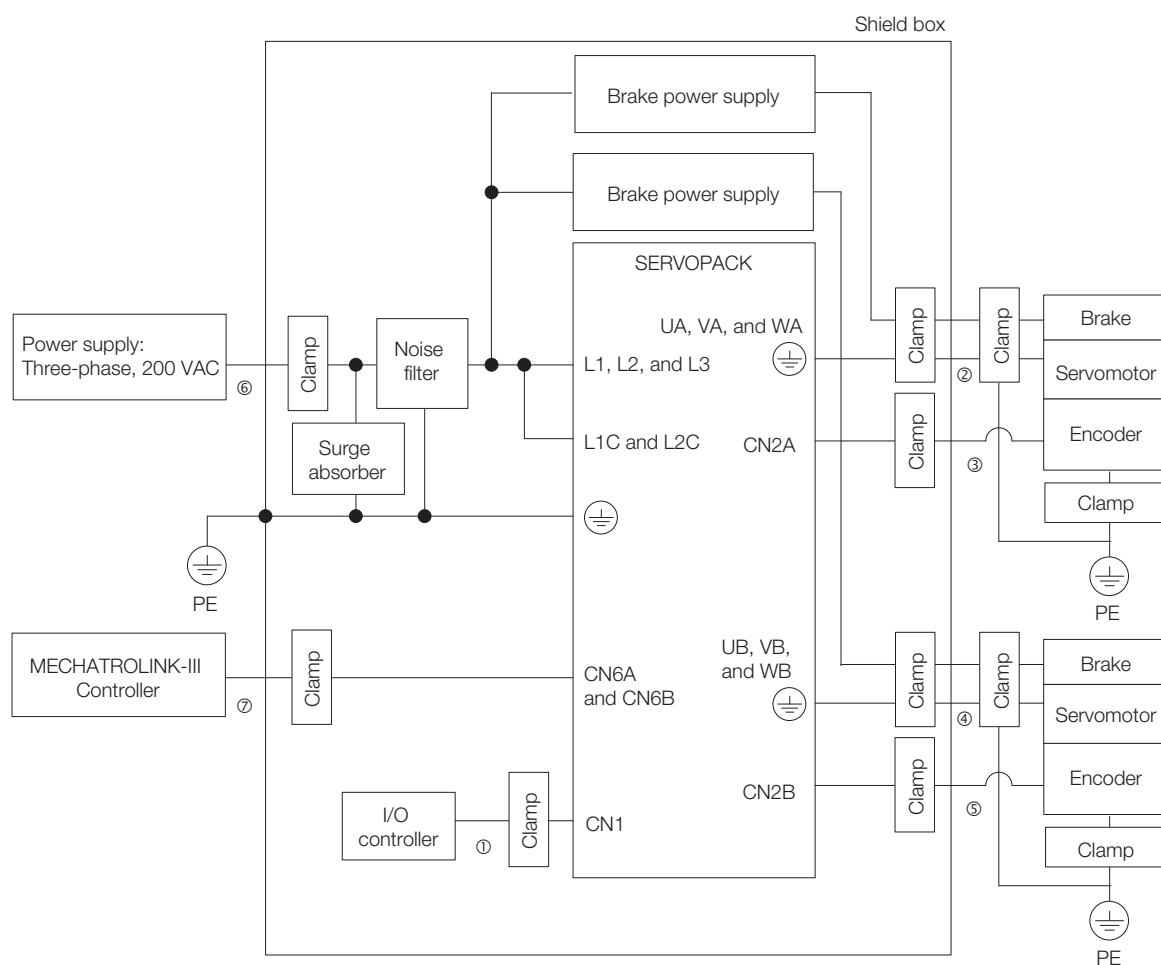 Shield box
Brake power supply
Brake power supply
SERVOPACK
Power supply:
Three-phase, 200 VAC
⑥
Clamp
Noise
filter
Surge
absorber
L1, L2, and L3
L1C and L2C
UA, VA, and WA
CN2A
Clamp
Clamp
②
Clamp
③
Brake
Servomotor
Encoder
Clamp
PE
PE
MECHATROLINK-III
Controller
⑦
Clamp
CN6A
and CN6B
UB, VB,
and WB
CN2B
Clamp
Clamp
④
Clamp
⑤
Brake
Servomotor
Encoder
Clamp
PE
I/O
controller
①
Clamp
CN1